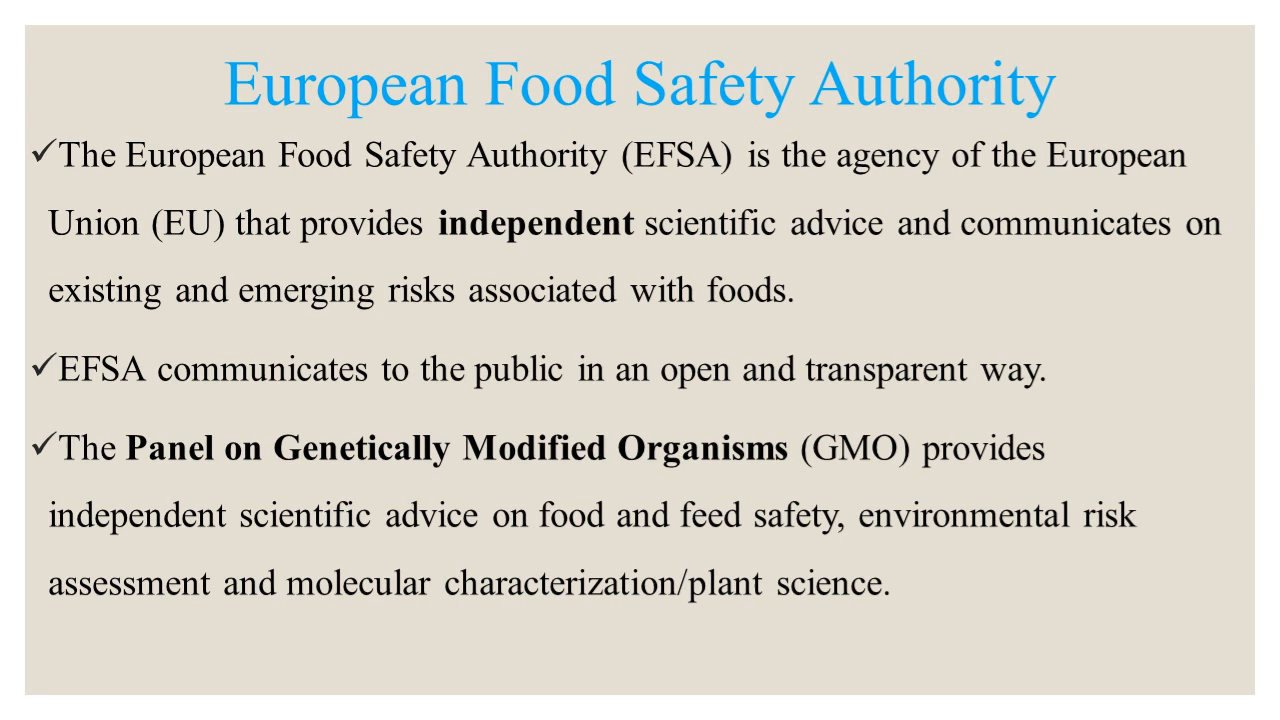 European Food Safety Authority
✓The European Food Safety Authority (EFSA) is the agency of the European
Union (EU) that provides independent scientific advice and communicates on
existing and emerging risks associated with foods.
✓EFSA communicates to the public in an open and transparent way.
✓The Panel on Genetically Modified Organisms (GMO) provides
independent scientific advice on food and feed safety, environmental risk
assessment and molecular characterization/plant science.